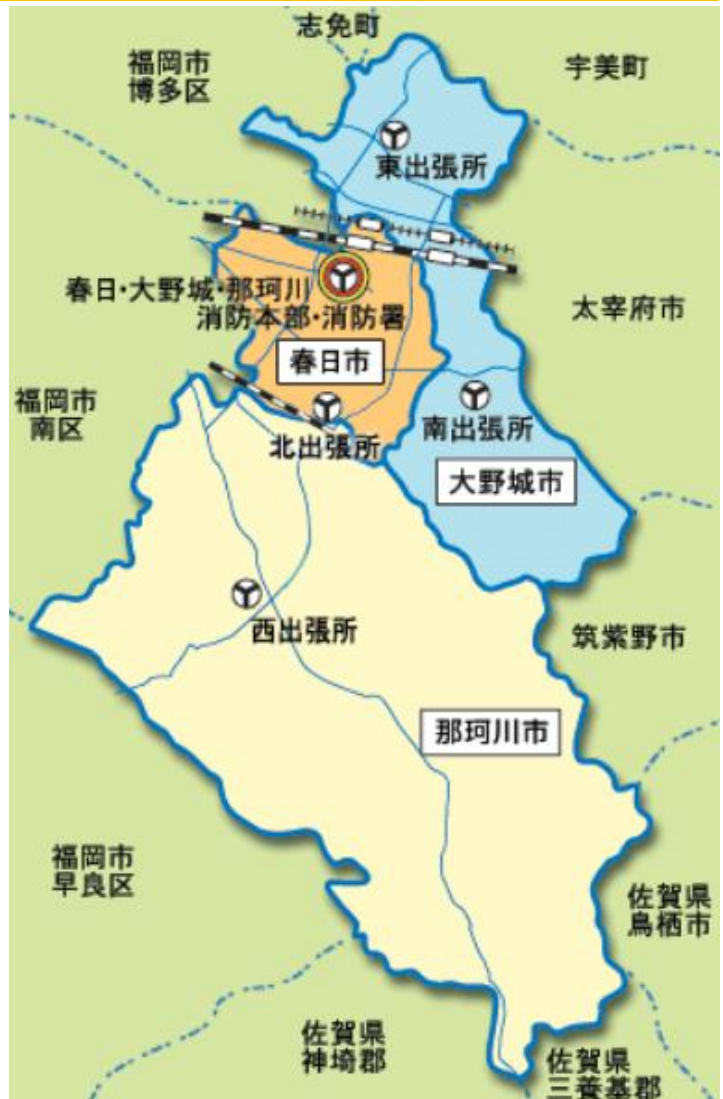 志免町
福岡市
博多区
宇美町
東出張所
春日・大野城・那珂川
消防本部・消防署
太宰府市
春日市
福岡市
南区
北出張所
南出張所
大野城市
西出張所
筑紫野市
那珂川市
福岡市
早良区
佐賀県
鳥栖市
佐賀県
神埼郡
佐賀県
三養基郡